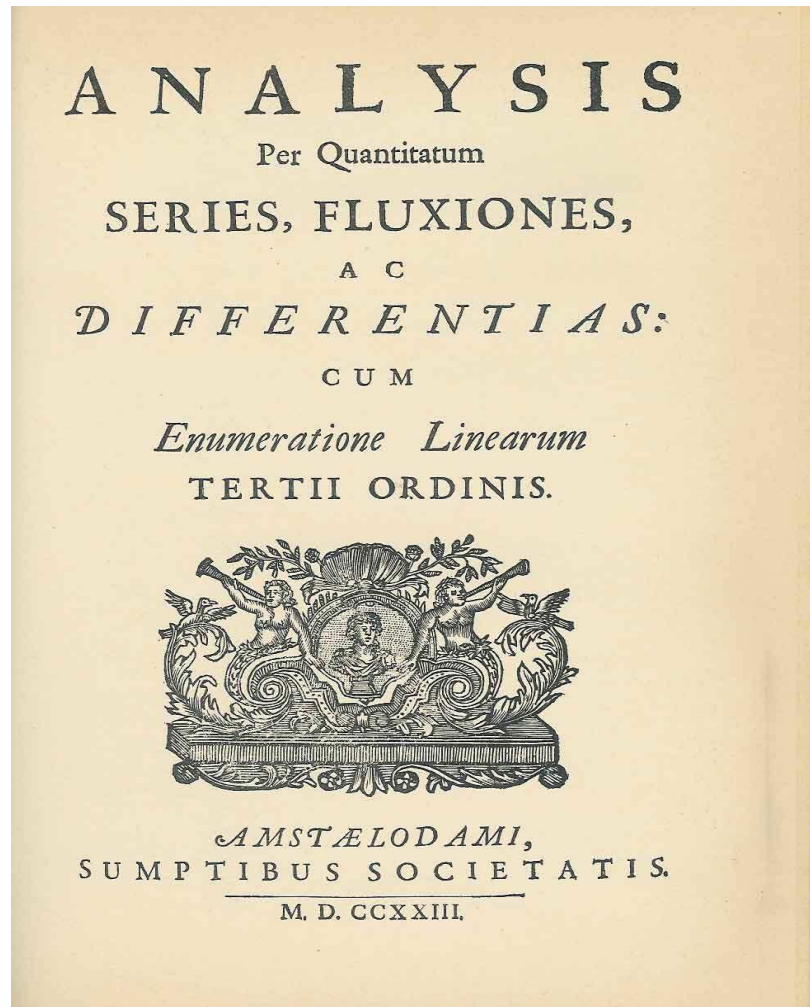 ANALYSIS
Per Quantitatum
SERIES, FLUXIONES,
AC
DIFFERENTIAS:
CUM
Enumeratione Linearum
TERTII ORDINIS.
AMSTÆLODAMI,
SUMPTIBUS SOCIETATIS.
M. D. CCXXIII.